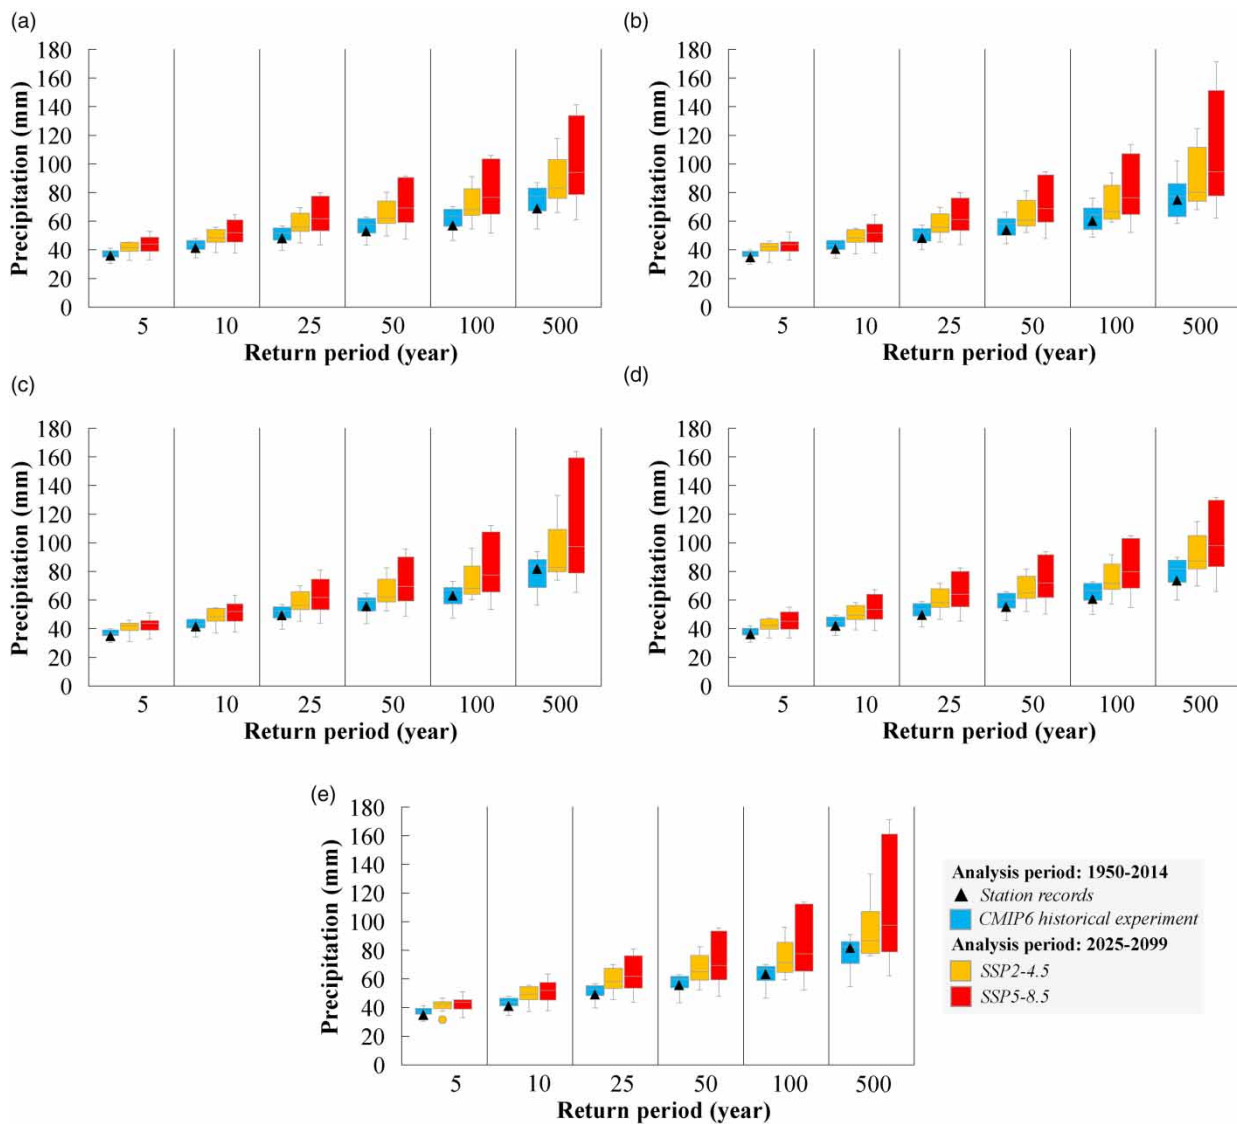 (a)
180
160
140
120
100
80
60
40
20
0
Precipitation (mm)
5 10 25 50 100 500
Return period (year)
(b)
180
160
140
120
100
80
60
40
20
0
Precipitation (mm)
5 10 25 50 100 500
Return period (year)
(c)
180
160
140
120
100
80
60
40
20
0
Precipitation (mm)
5 10 25 50 100 500
Return period (year)
(d)
180
160
140
120
100
80
60
40
20
0
Precipitation (mm)
5 10 25 50 100 500
Return period (year)
(e)
180
160
140
120
100
80
60
40
20
0
Precipitation (mm)
5 10 25 50 100 500
Return period (year)
Analysis period: 1950-2014
Station records
CMIP6 historical experiment
Analysis period: 2025-2099
SSP2-4.5
SSP5-8.5